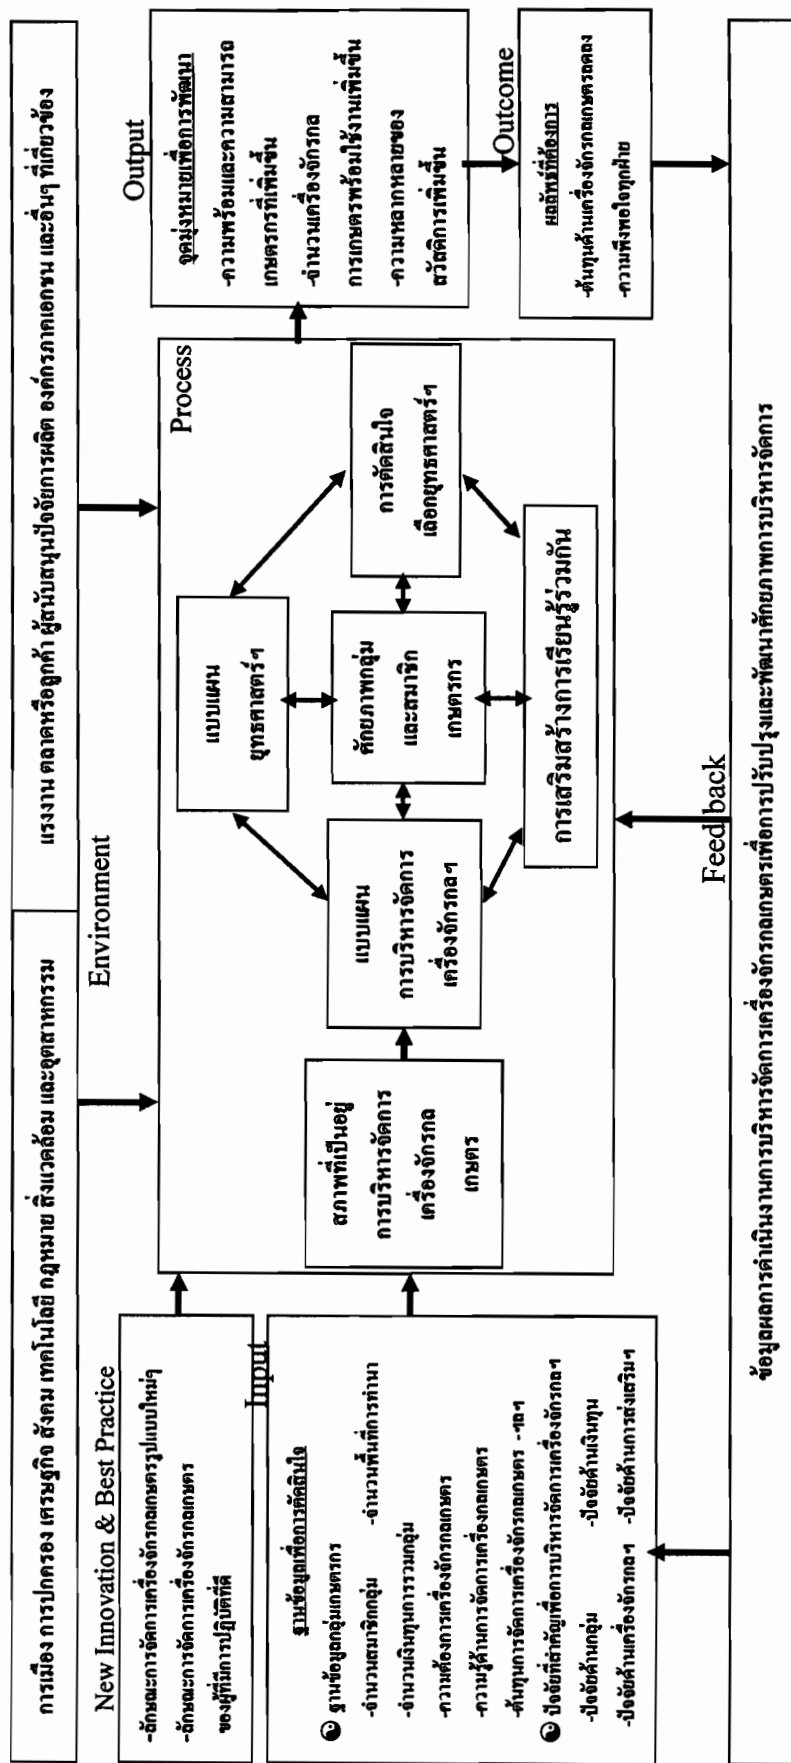 การเมือง การปกครอง เศรษฐกิจ สังคม เทคโนโลยี กฎหมาย สิ่งแวดล้อม และอุตสาหกรรม
แรงงาน ตลาดหรือลูกค้า ผู้สนับสนุนปัจจัยการผลิต องค์กรภาคเอกชน และอื่นๆ ที่เกี่ยวข้อง
Environment
New Innovation & Best Practice
-ลักษณะการจัดการเครื่องจักรกลเกษตรรูปแบบใหม่ๆ
-ลักษณะการจัดการเครื่องจักรกลเกษตร
ของผู้ที่มีการปฏิบัติที่ดี
Input
ฐานข้อมูลเพื่อการตัดสินใจ
ฐานข้อมูลกลุ่มเกษตรกร
-จำนวนสมาชิกกลุ่ม -จำนวนพื้นที่การทำนา
-จำนวนเงินทุนการรวมกลุ่ม
-ความต้องการเครื่องจักรกลเกษตร
-ความรู้ด้านการจัดการเครื่องกลเกษตร
-ต้นทุนการจัดการเครื่องจักรกลเกษตร -ฯลฯ
ปัจจัยที่สำคัญเพื่อการบริหารจัดการเครื่องจักรกลฯ
-ปัจจัยด้านกลุ่ม -ปัจจัยด้านเงินทุน
-ปัจจัยด้านเครื่องจักรกลฯ -ปัจจัยด้านการส่งเสริมฯ
Process
สภาพที่เป็นอยู่
การบริหารจัดการ
เครื่องจักรกล
เกษตร
แบบแผน
การบริหารจัดการ
เครื่องจักรกลฯ
แบบแผน
ยุทธศาสตร์ฯ
ศักยภาพกลุ่ม
และสมาชิก
เกษตรกร
การตัดสินใจ
เลือกยุทธศาสตร์ฯ
การเสริมสร้างการเรียนรู้ร่วมกัน
Output
จุดมุ่งหมายเพื่อการพัฒนา
-ความพร้อมและความสามารถ
เกษตรกรที่เพิ่มขึ้น
-จำนวนเครื่องจักรกล
การเกษตรพร้อมใช้งานเพิ่มขึ้น
-ความหลากหลายของ
สวัสดิการเพิ่มขึ้น
Outcome
ผลลัพธ์ที่ต้องการ
-ต้นทุนด้านเครื่องจักรกลเกษตรลดลง
-ความพึงพอใจทุกฝ่าย
Feedback
ข้อมูลผลการดำเนินงานการบริหารจัดการเครื่องจักรกลเกษตรเพื่อการปรับปรุงและพัฒนาศักยภาพการบริหารจัดการ